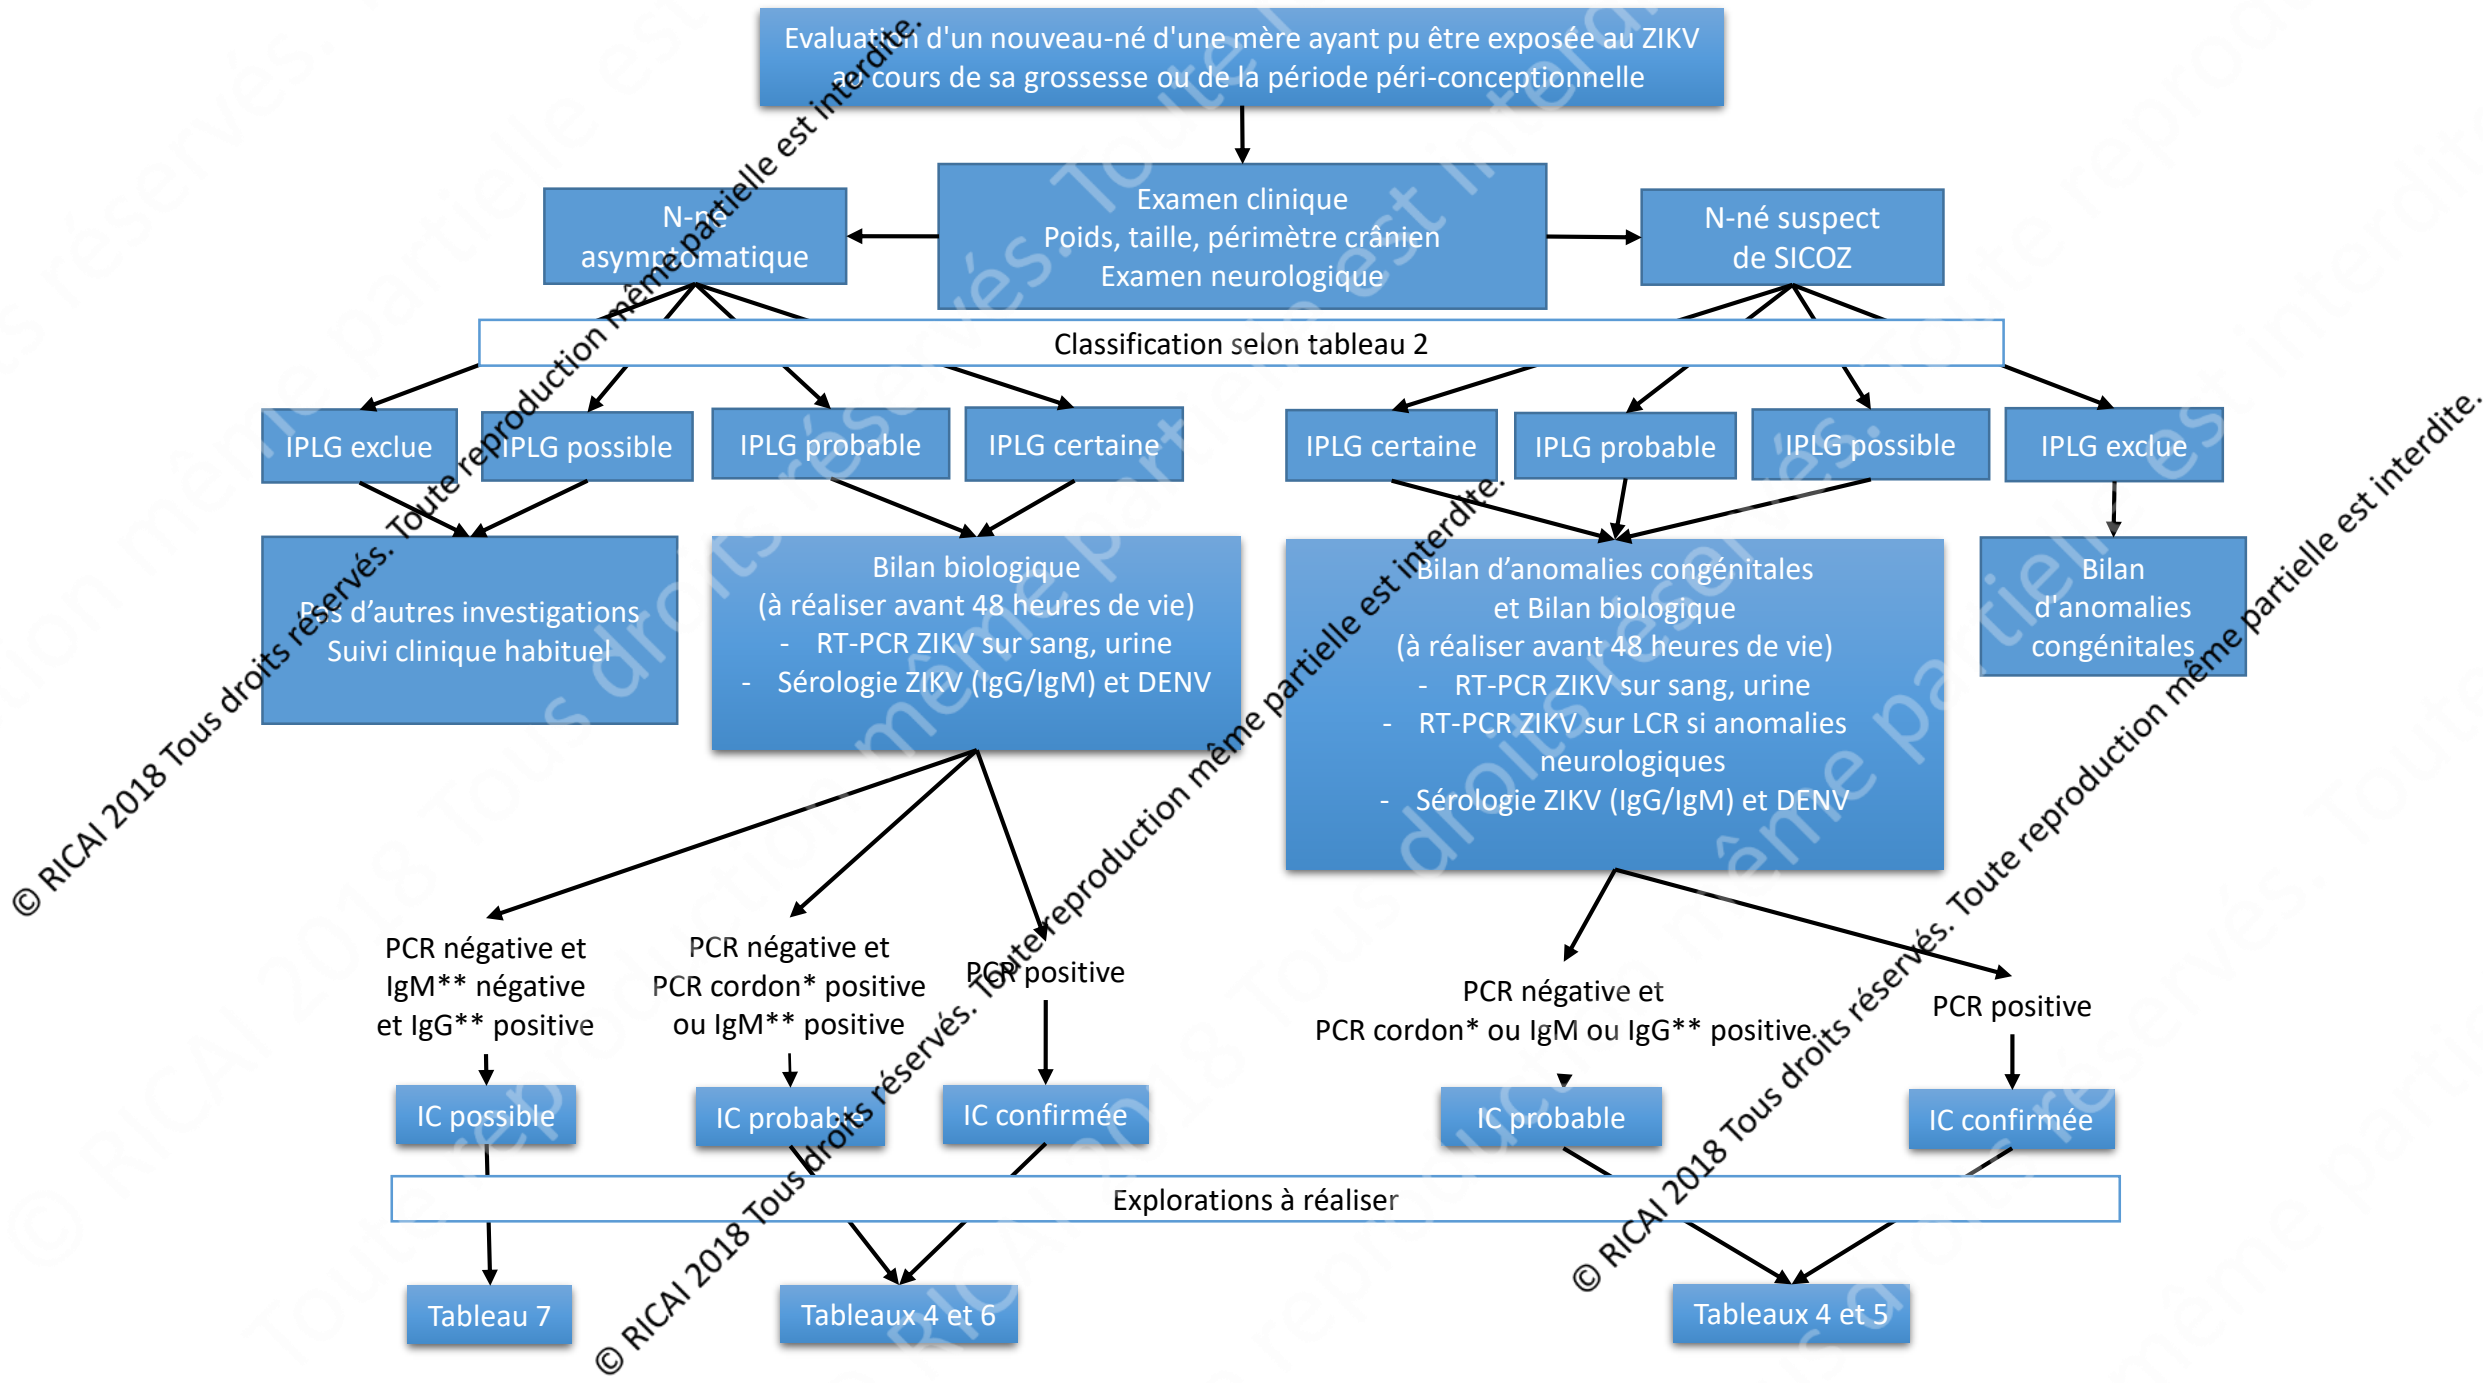 Evaluation d'un nouveau-né d'une mère ayant pu être exposée au ZIKV
au cours de sa grossesse ou de la période péri-conceptionnelle
N-né
asymptomatique
Examen clinique
Poids, taille, périmètre crânien
Examen neurologique
N-né suspect
de SICOZ
Classification selon tableau 2
IPLG exclue
IPLG possible
IPLG probable
IPLG certaine
IPLG certaine
IPLG probable
IPLG possible
IPLG exclue
Pas d’autres investigations
Suivi clinique habituel
Bilan biologique
(à réaliser avant 48 heures de vie)
- RT-PCR ZIKV sur sang, urine
- Sérologie ZIKV (IgG/IgM) et DENV
Bilan d’anomalies congénitales
et Bilan biologique
(à réaliser avant 48 heures de vie)
- RT-PCR ZIKV sur sang, urine
- RT-PCR ZIKV sur LCR si anomalies
neurologiques
- Sérologie ZIKV (IgG/IgM) et DENV
Bilan
d'anomalies
congénitales
PCR négative et
IgM** négative
et IgG** positive
PCR négative et
PCR cordon* positive
ou IgM** positive
PCR positive
PCR négative et
PCR cordon* ou IgM ou IgG** positive
PCR positive
IC possible
IC probable
IC confirmée
IC probable
IC confirmée
Explorations à réaliser
Tableau 7
Tableaux 4 et 6
Tableaux 4 et 5
© RICAI 2018 Tous droits réservés. Toute reproduction même partielle est interdite.
© RICAI 2018 Tous droits réservés. Toute reproduction même partielle est interdite.
© RICAI 2018 Tous droits réservés. Toute reproduction même partielle est interdite.